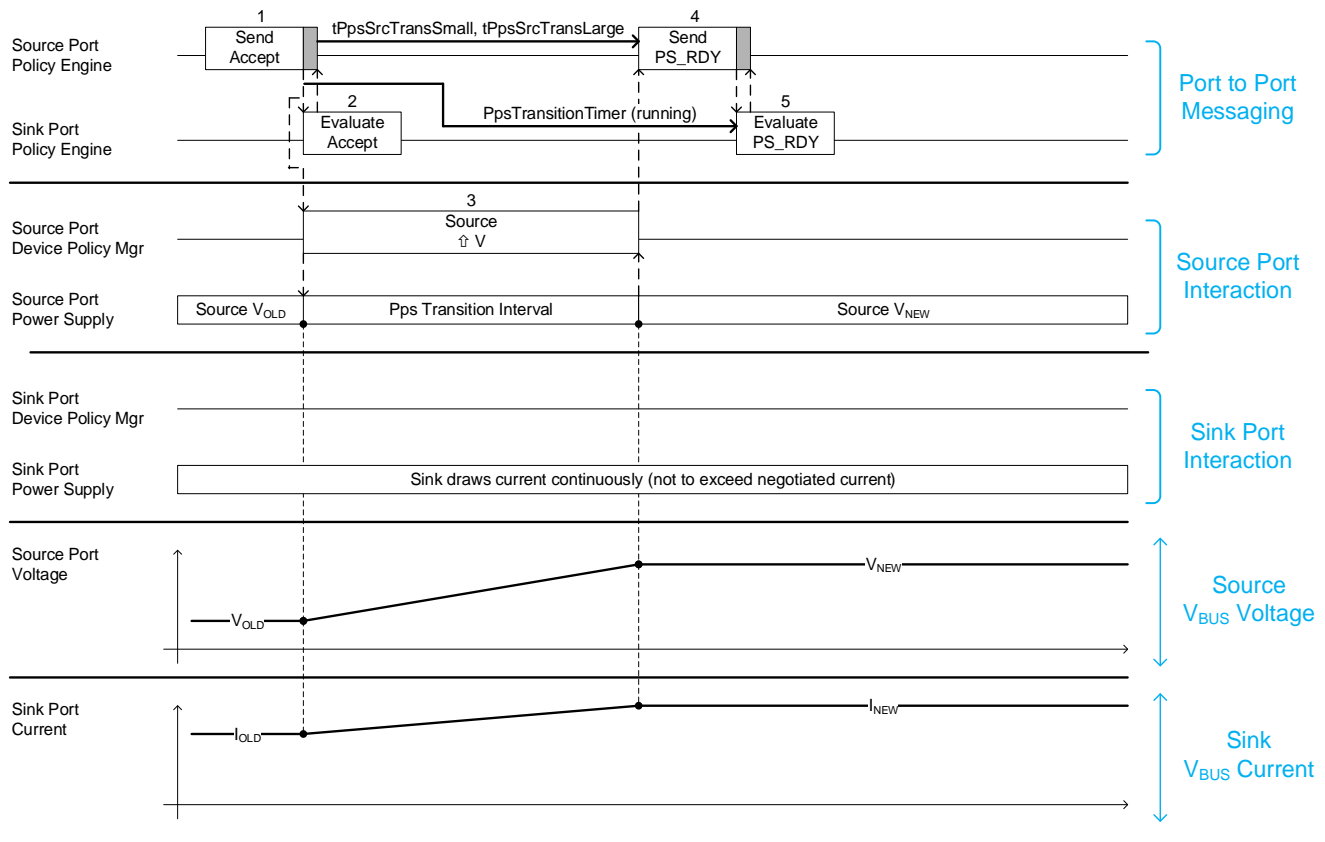 1
Send
Accept
tPpsSrcTransSmall, tPpsSrcTransLarge
4
Send
PS_RDY
Source Port
Policy Engine
Port to Port
Messaging
2
Evaluate
Accept
PpsTransitionTimer (running)
5
Evaluate
PS_RDY
Sink Port
Policy Engine
3
Source
⇧ V
Source Port
Device Policy Mgr
Source Port
Interaction
Source Port
Power Supply
Source VOLD
Pps Transition Interval
Source VNEW
Sink Port
Device Policy Mgr
Sink Port
Interaction
Sink Port
Power Supply
Sink draws current continuously (not to exceed negotiated current)
Source Port
Voltage
VOLD
VNEW
Source
VBUS Voltage
Sink Port
Current
IOLD
INEW
Sink
VBUS Current